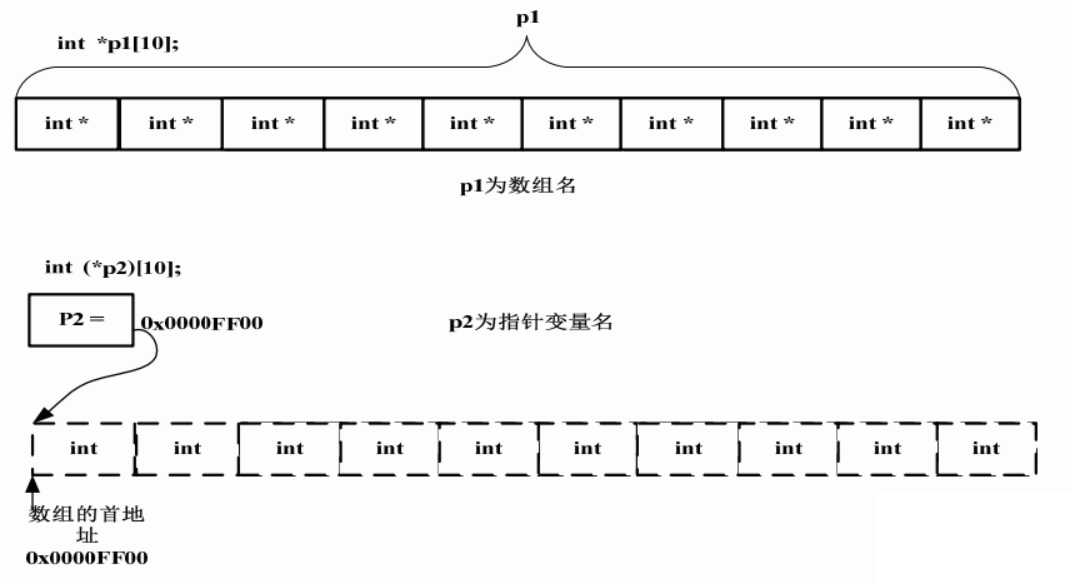 p1
int *p1[10];
int * int * int * int * int * int * int * int * int * int *
p1为数组名
int (*p2)[10];
P2 = 0x0000FF00
p2为指针变量名
int int int int int int int int int int
数组的首地
址
0x0000FF00